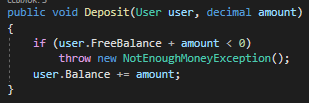 public void Deposit(User user, decimal amount)
{
if (user.FreeBalance + amount < 0)
throw new NotEnoughMoneyException();
user.Balance += amount;
}